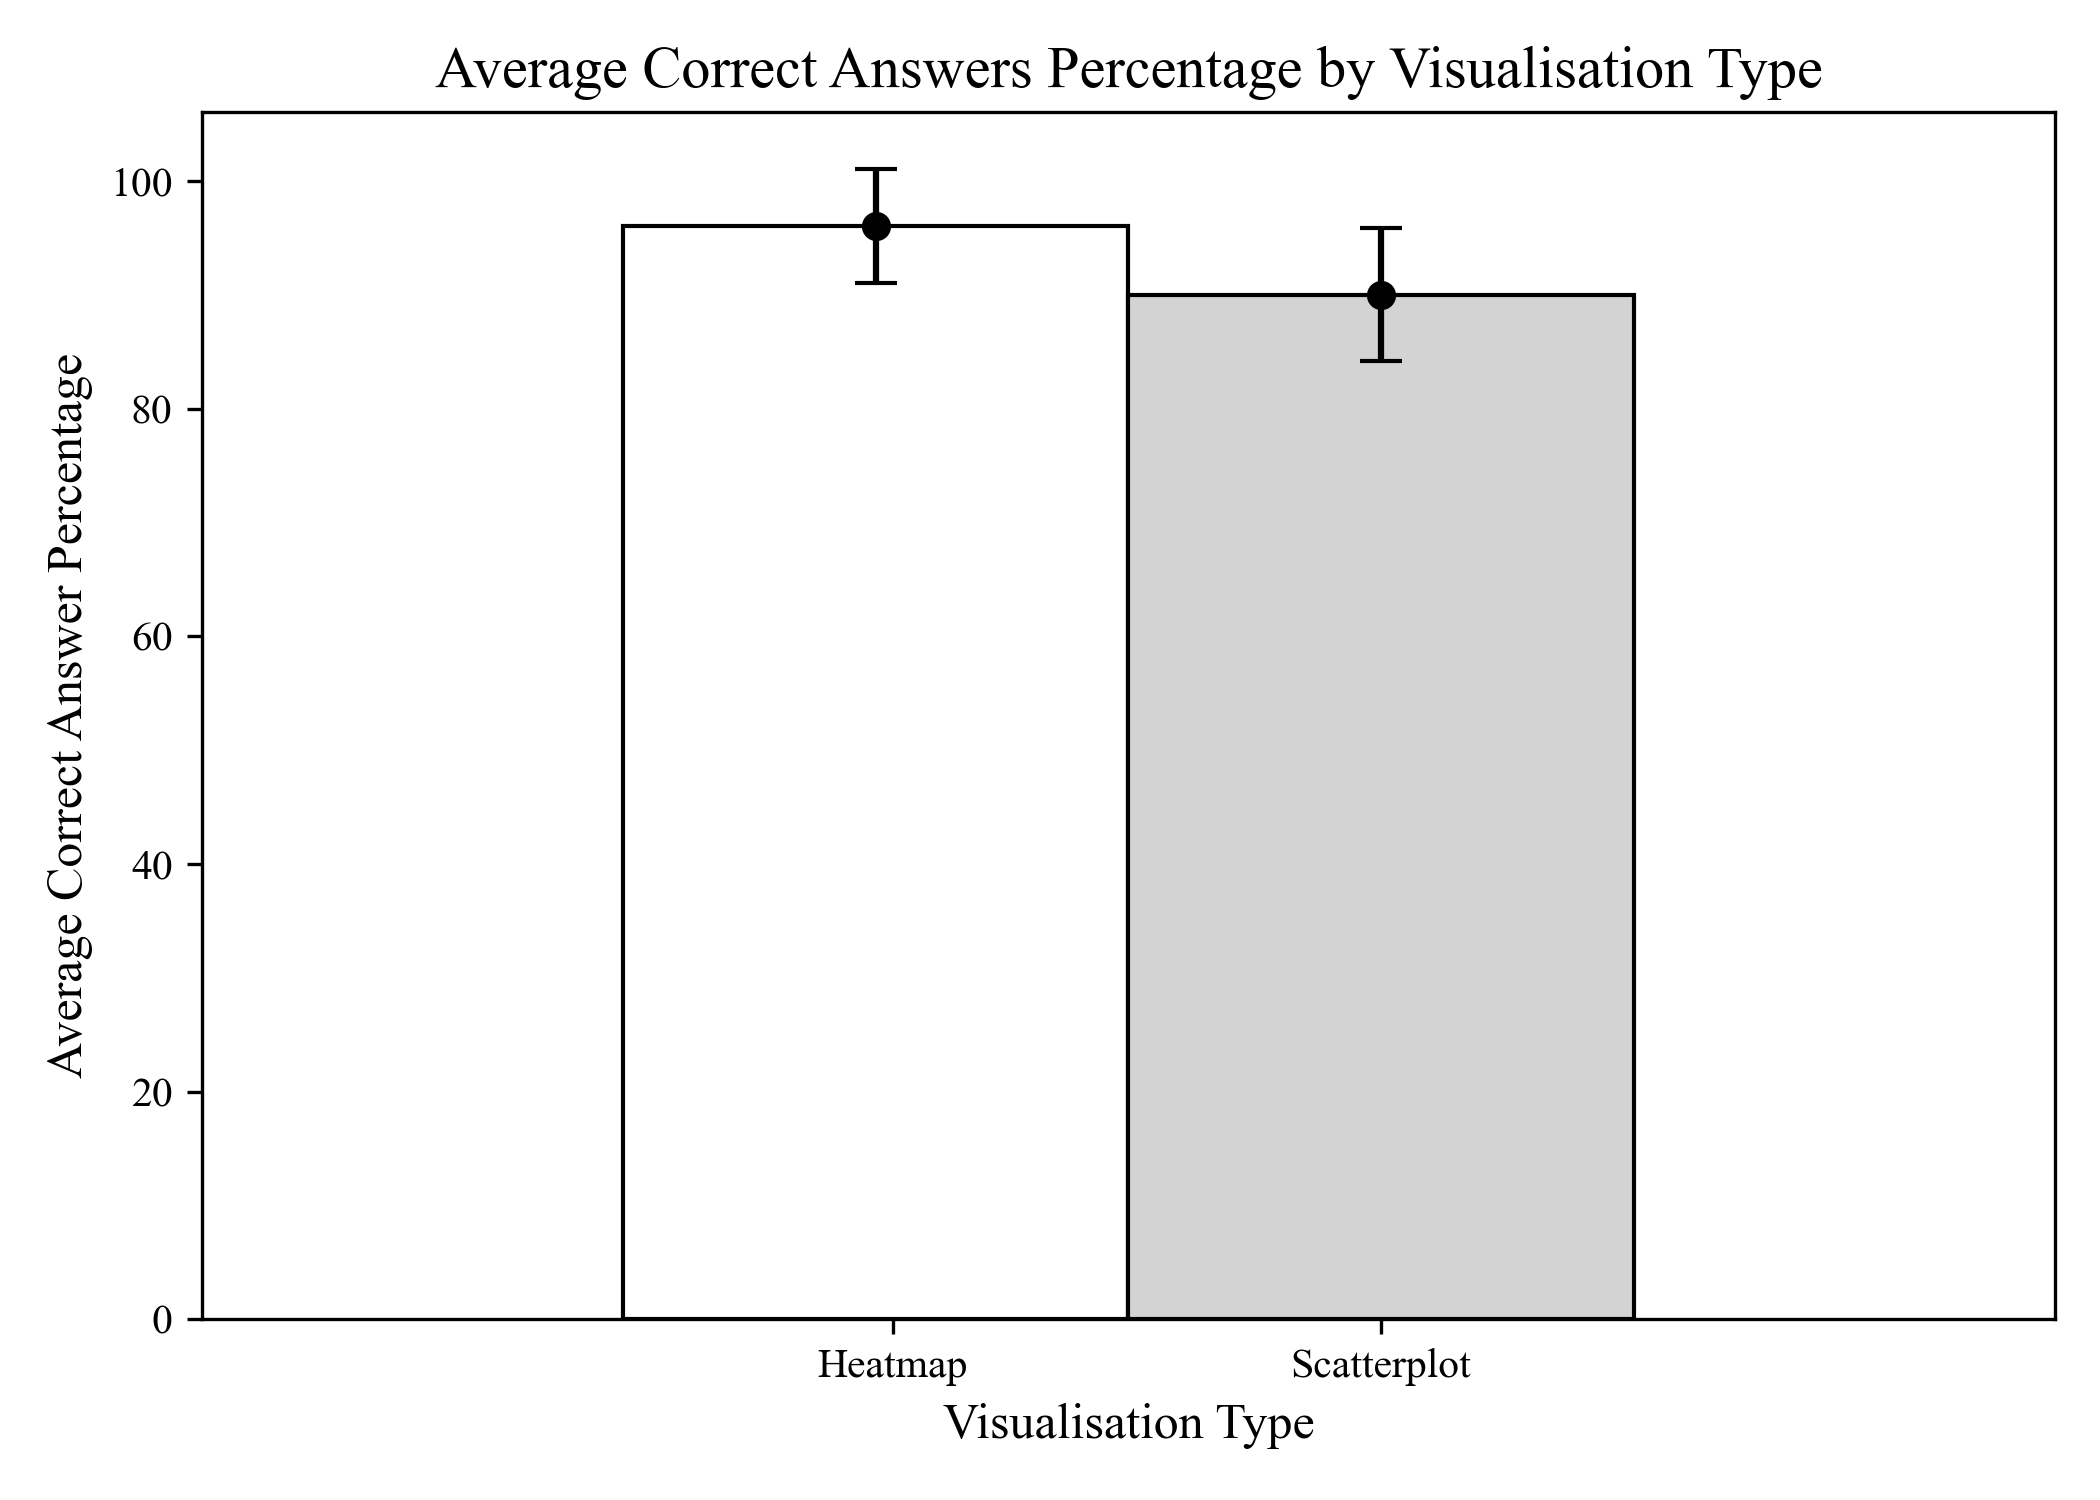 Average Correct Answers Percentage by Visualisation Type
Average Correct Answer Percentage
100
80
60
40
20
0
Heatmap Scatterplot
Visualisation Type